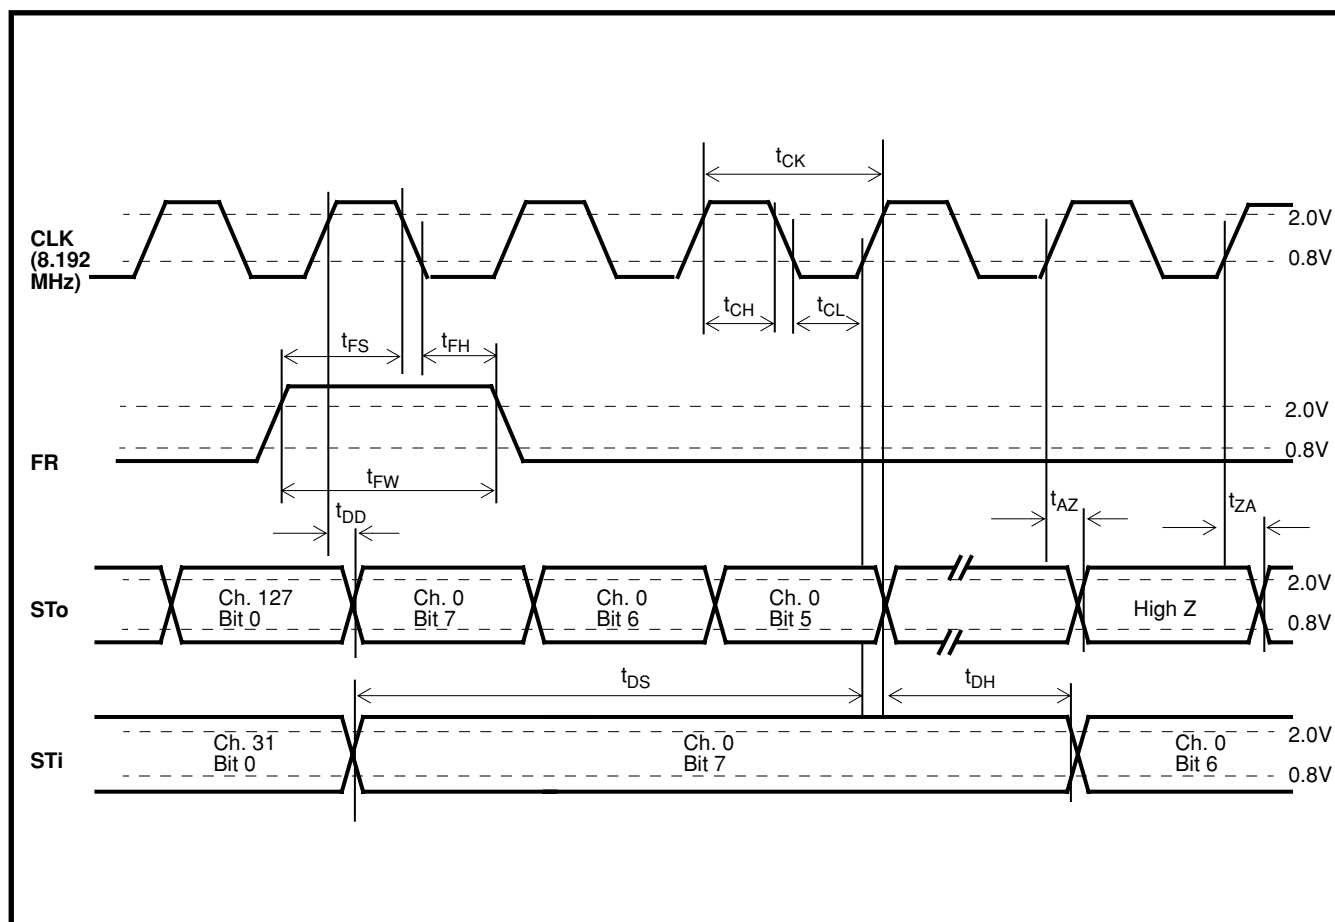 tCK
CLK
(8.192
MHz)
2.0V
0.8V
tCH
tCL
tFS
tFH
FR
2.0V
0.8V
tFW
tDD
tAZ
tZA
STo
Ch. 127
Bit 0
Ch. 0
Bit 7
Ch. 0
Bit 6
Ch. 0
Bit 5
High Z
2.0V
0.8V
tDS
tDH
STi
Ch. 31
Bit 0
Ch. 0
Bit 7
Ch. 0
Bit 6
2.0V
0.8V